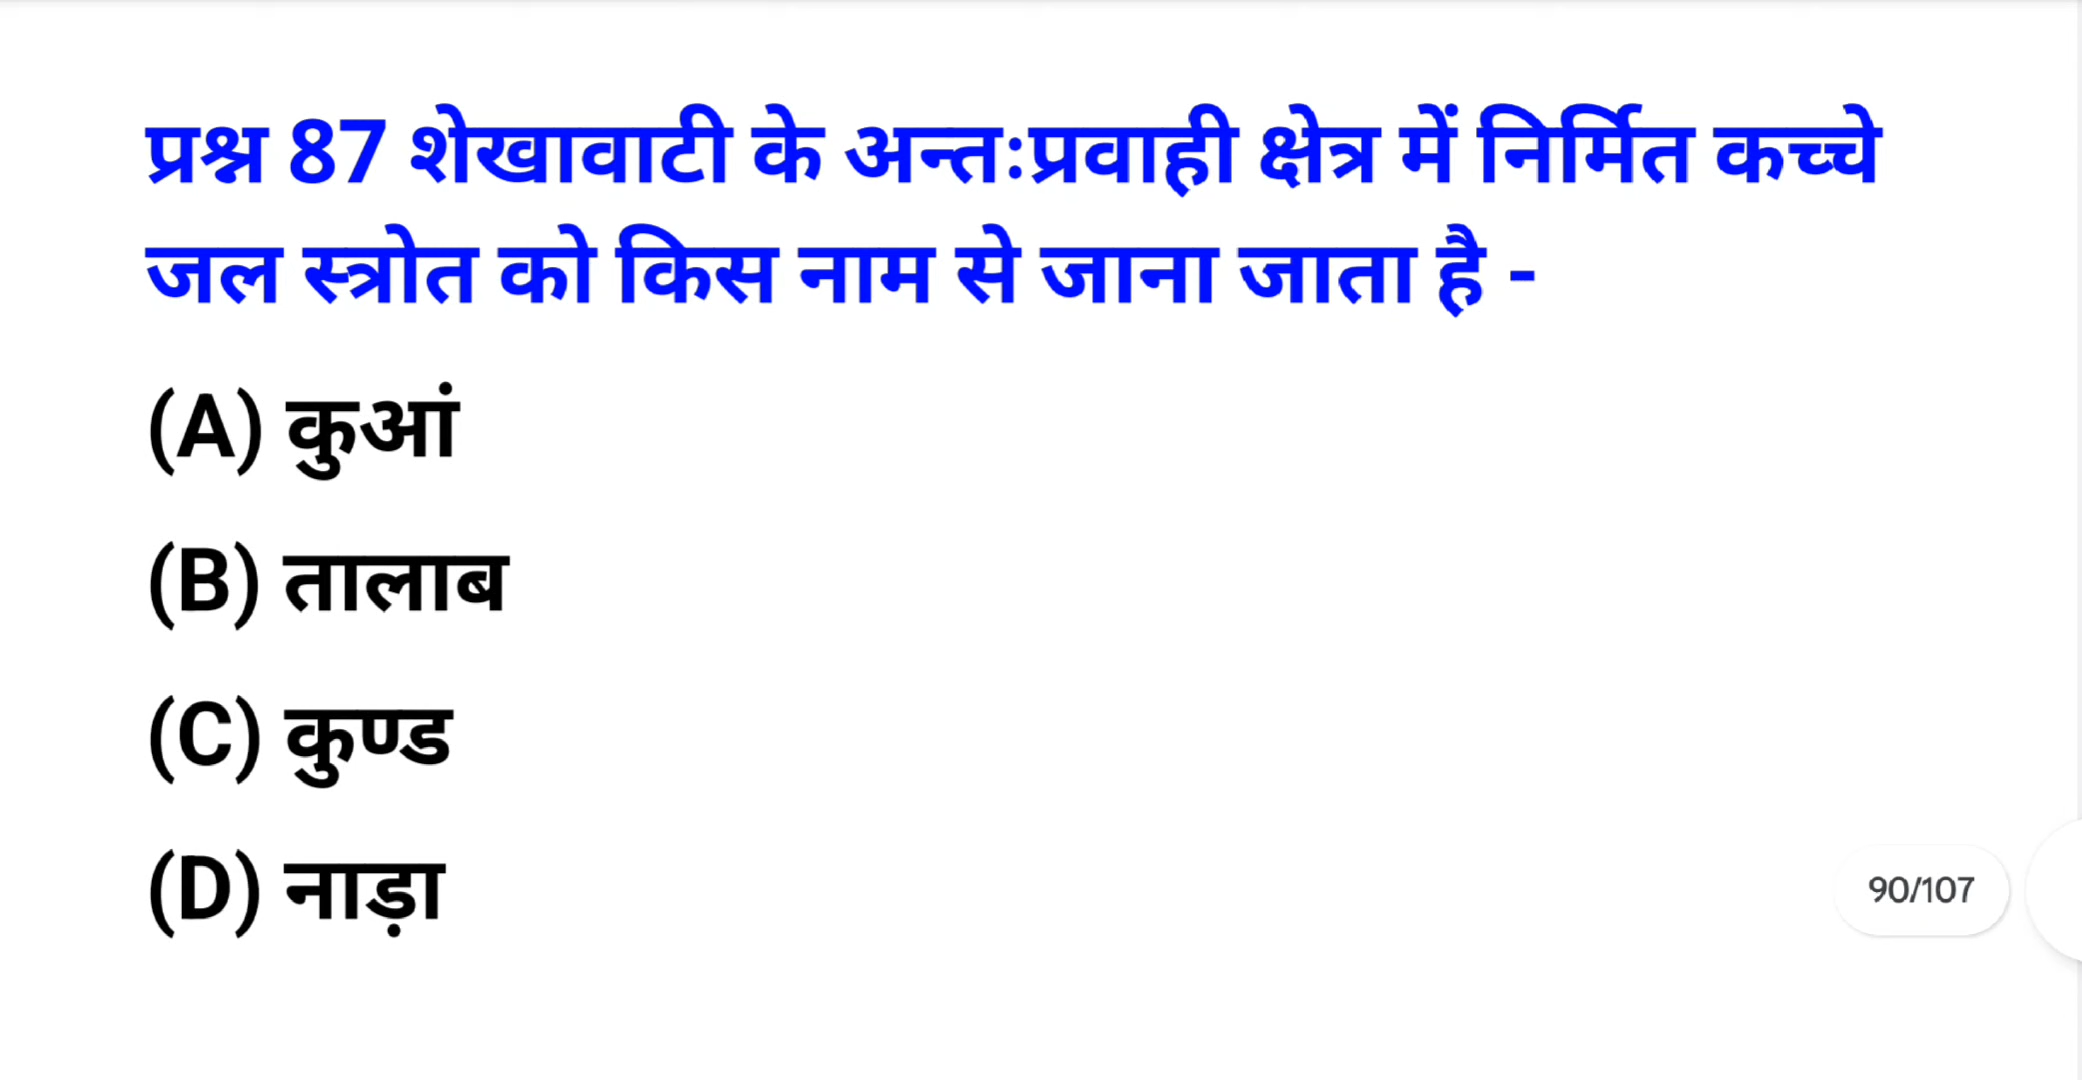 प्रश्न 87 शेखावाटी के अन्तःप्रवाही क्षेत्र में निर्मित कच्चे
जल स्त्रोत को किस नाम से जाना जाता है -
(A) कुआं
(B) तालाब
(C) कुण्ड
(D) नाड़ा
90/107